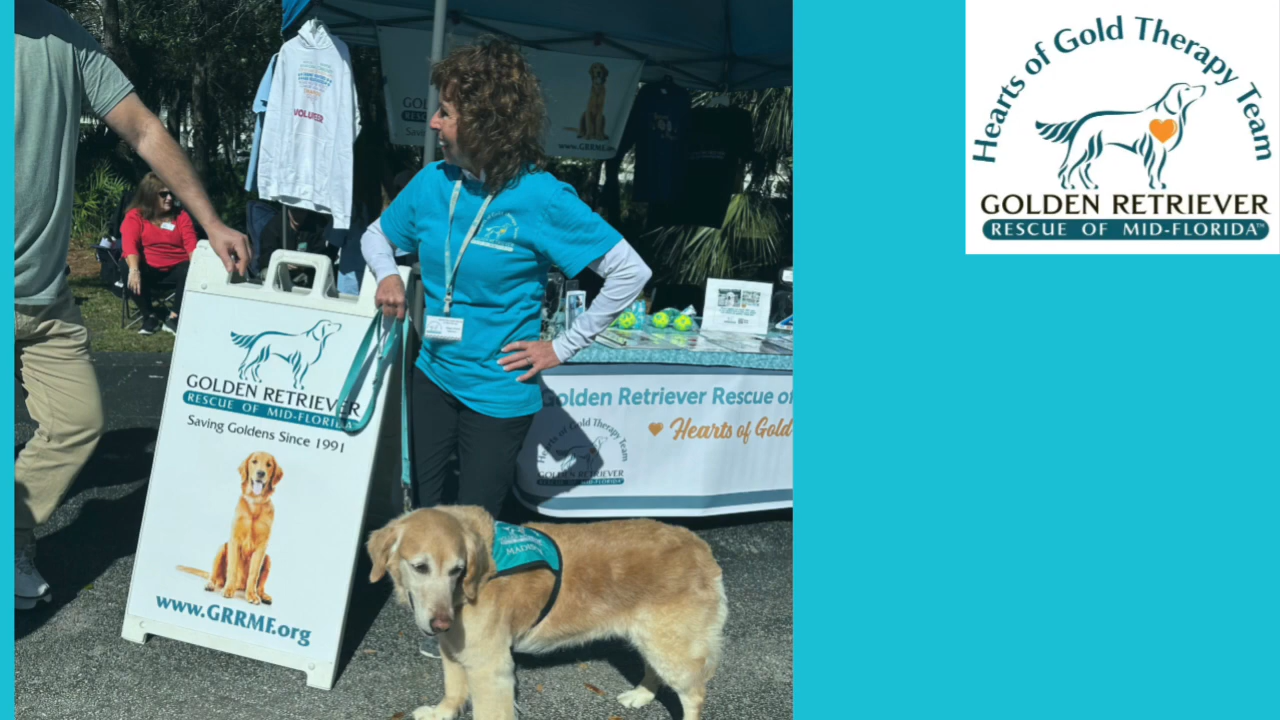 Hearts of Gold Therapy Team
GOLDEN RETRIEVER
RESCUE OF MID-FLORIDA™
VOLUNTEER
www.GRRMF
GOLDEN RETRIEVER
RESCUE OF MID-FLORIDA
Saving Goldens Since 1991
www.GRRMF.org
Golden Retriever Rescue of
Hearts of Gold
Hearts of Gold Therapy Team
GOLDEN RETRIEVER
RESCUE OF MID-FLORIDA